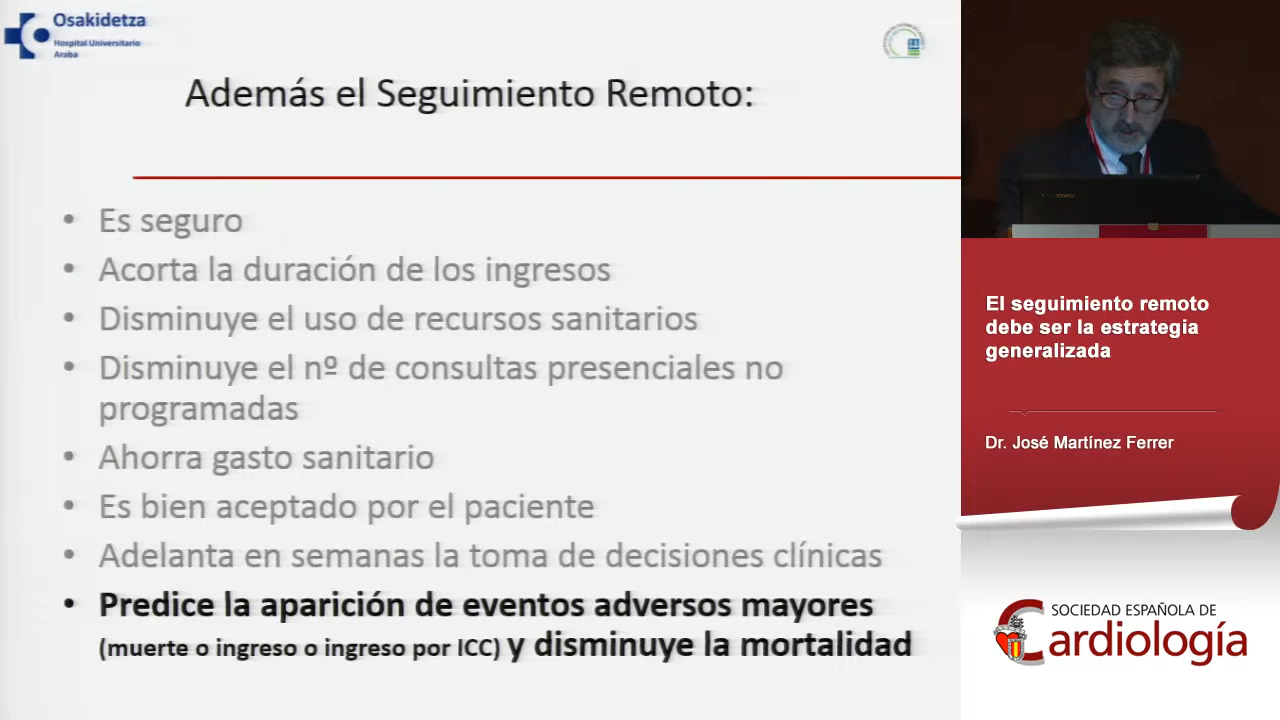 Osakidetza
Hospital Universitario
Araba
Además el Seguimiento Remoto:
• Es seguro
• Acorta la duración de los ingresos
• Disminuye el uso de recursos sanitarios
• Disminuye el nº de consultas presenciales no
programadas
• Ahorra gasto sanitario
• Es bien aceptado por el paciente
• Adelanta en semanas la toma de decisiones clínicas
• Predice la aparición de eventos adversos mayores
(muerte o ingreso o ingreso por ICC) y disminuye la mortalidad
El seguimiento remoto
debe ser la estrategia
generalizada
Dr. José Martínez Ferrer
SOCIEDAD ESPAÑOLA DE
Cardiología